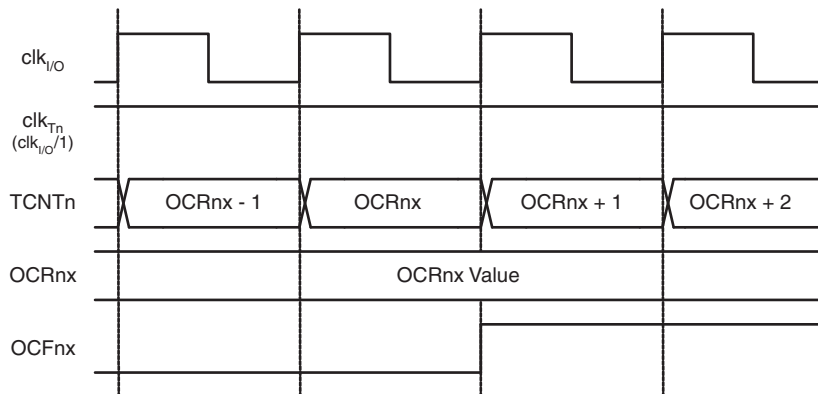 clkI/O
clkTn
(clkI/O/1)
TCNTn
OCRnx - 1
OCRnx
OCRnx + 1
OCRnx + 2
OCRnx
OCRnx Value
OCFnx